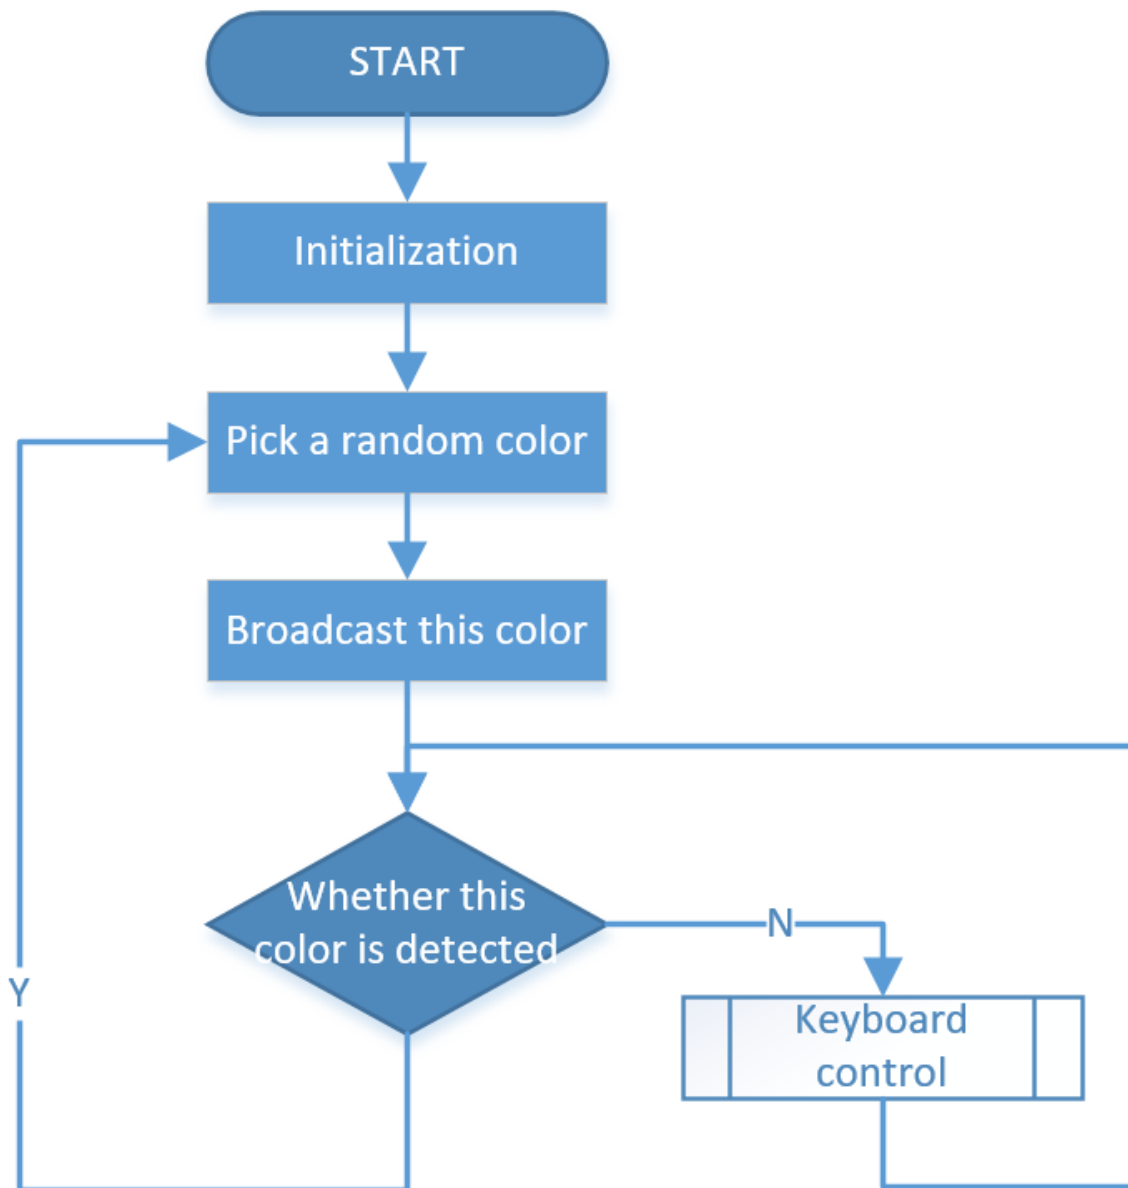 START
Initialization
Pick a random color
Broadcast this color
Whether this
color is detected
N
Y
Keyboard
control